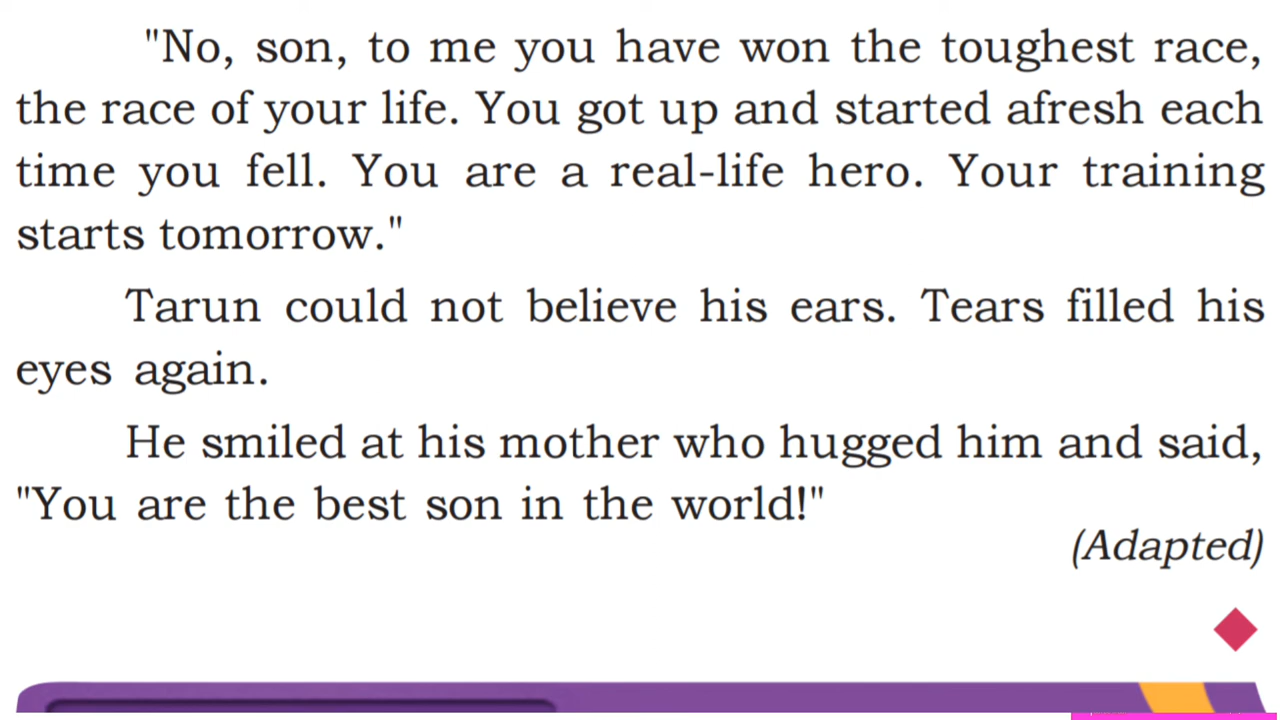 "No, son, to me you have won the toughest race,
the race of your life. You got up and started afresh each
time you fell. You are a real-life hero. Your training
starts tomorrow."
Tarun could not believe his ears. Tears filled his
eyes again.
He smiled at his mother who hugged him and said,
"You are the best son in the world!"
(Adapted)